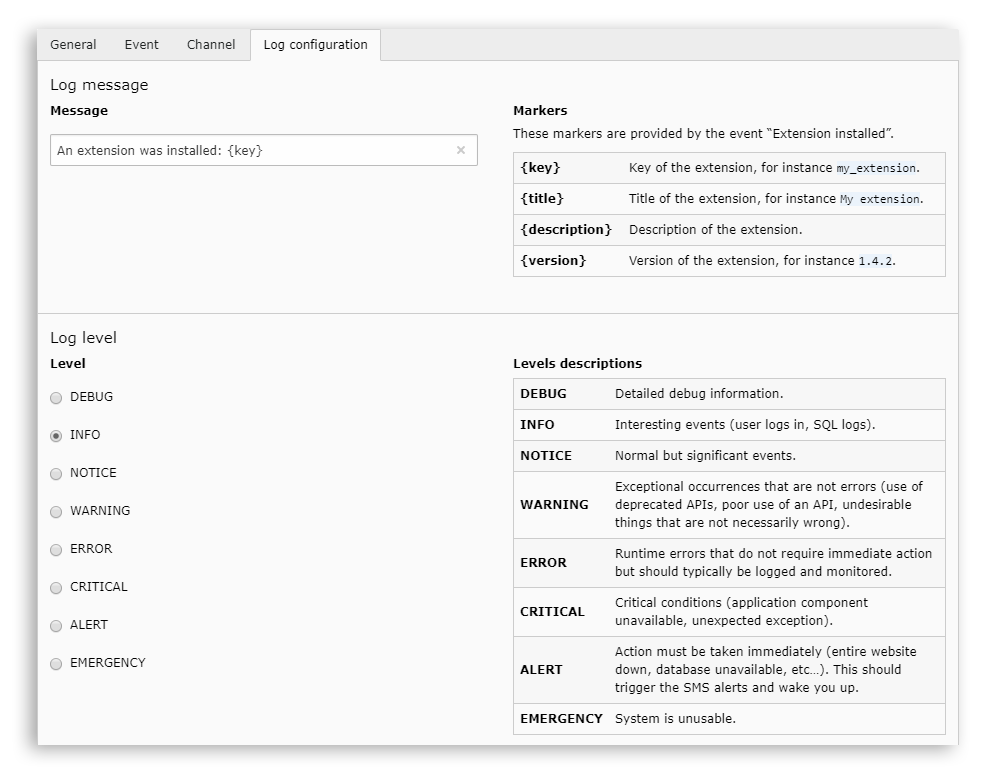 General Event Channel Log configuration
Log message
Message
An extension was installed: {key} ×
Markers
These markers are provided by the event “Extension installed”.
{key} Key of the extension, for instance my_extension.
{title} Title of the extension, for instance My extension.
{description} Description of the extension.
{version} Version of the extension, for instance 1.4.2.
Log level
Level
DEBUG
INFO
NOTICE
WARNING
ERROR
CRITICAL
ALERT
EMERGENCY
Levels descriptions
DEBUG Detailed debug information.
INFO Interesting events (user logs in, SQL logs).
NOTICE Normal but significant events.
WARNING Exceptional occurrences that are not errors (use of
deprecated APIs, poor use of an API, undesirable
things that are not necessarily wrong).
ERROR Runtime errors that do not require immediate action
but should typically be logged and monitored.
CRITICAL Critical conditions (application component
unavailable, unexpected exception).
ALERT Action must be taken immediately (entire website
down, database unavailable, etc…). This should
trigger the SMS alerts and wake you up.
EMERGENCY System is unusable.